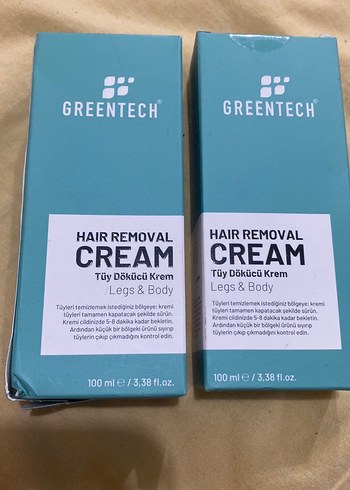 GREENTECH®
HAIR REMOVAL
CREAM
Tüy Dökücü Krem
Legs & Body
Tüyleri temizlemek istediğiniz bölgeye; kremi
tüyleri tamamen kapatacak şekilde sürün.
Kremi cildinizde 5-8 dakika kadar bekletin.
Ardından küçük bir bölgeki ürünü sıyırıp
tüylerin çıkıp çıkmadığını kontrol edin.
100 ml ℮ / 3,38 fl.oz.
GREENTECH®
HAIR REMOVAL
CREAM
Tüy Dökücü Krem
Legs & Body
Tüyleri temizlemek istediğiniz bölgeye; kremi
tüyleri tamamen kapatacak şekilde sürün.
Kremi cildinizde 5-8 dakika kadar bekletin.
Ardından küçük bir bölgeki ürünü sıyırıp
tüylerin çıkıp çıkmadığını kontrol edin.
100 ml ℮ / 3,38 fl.oz.